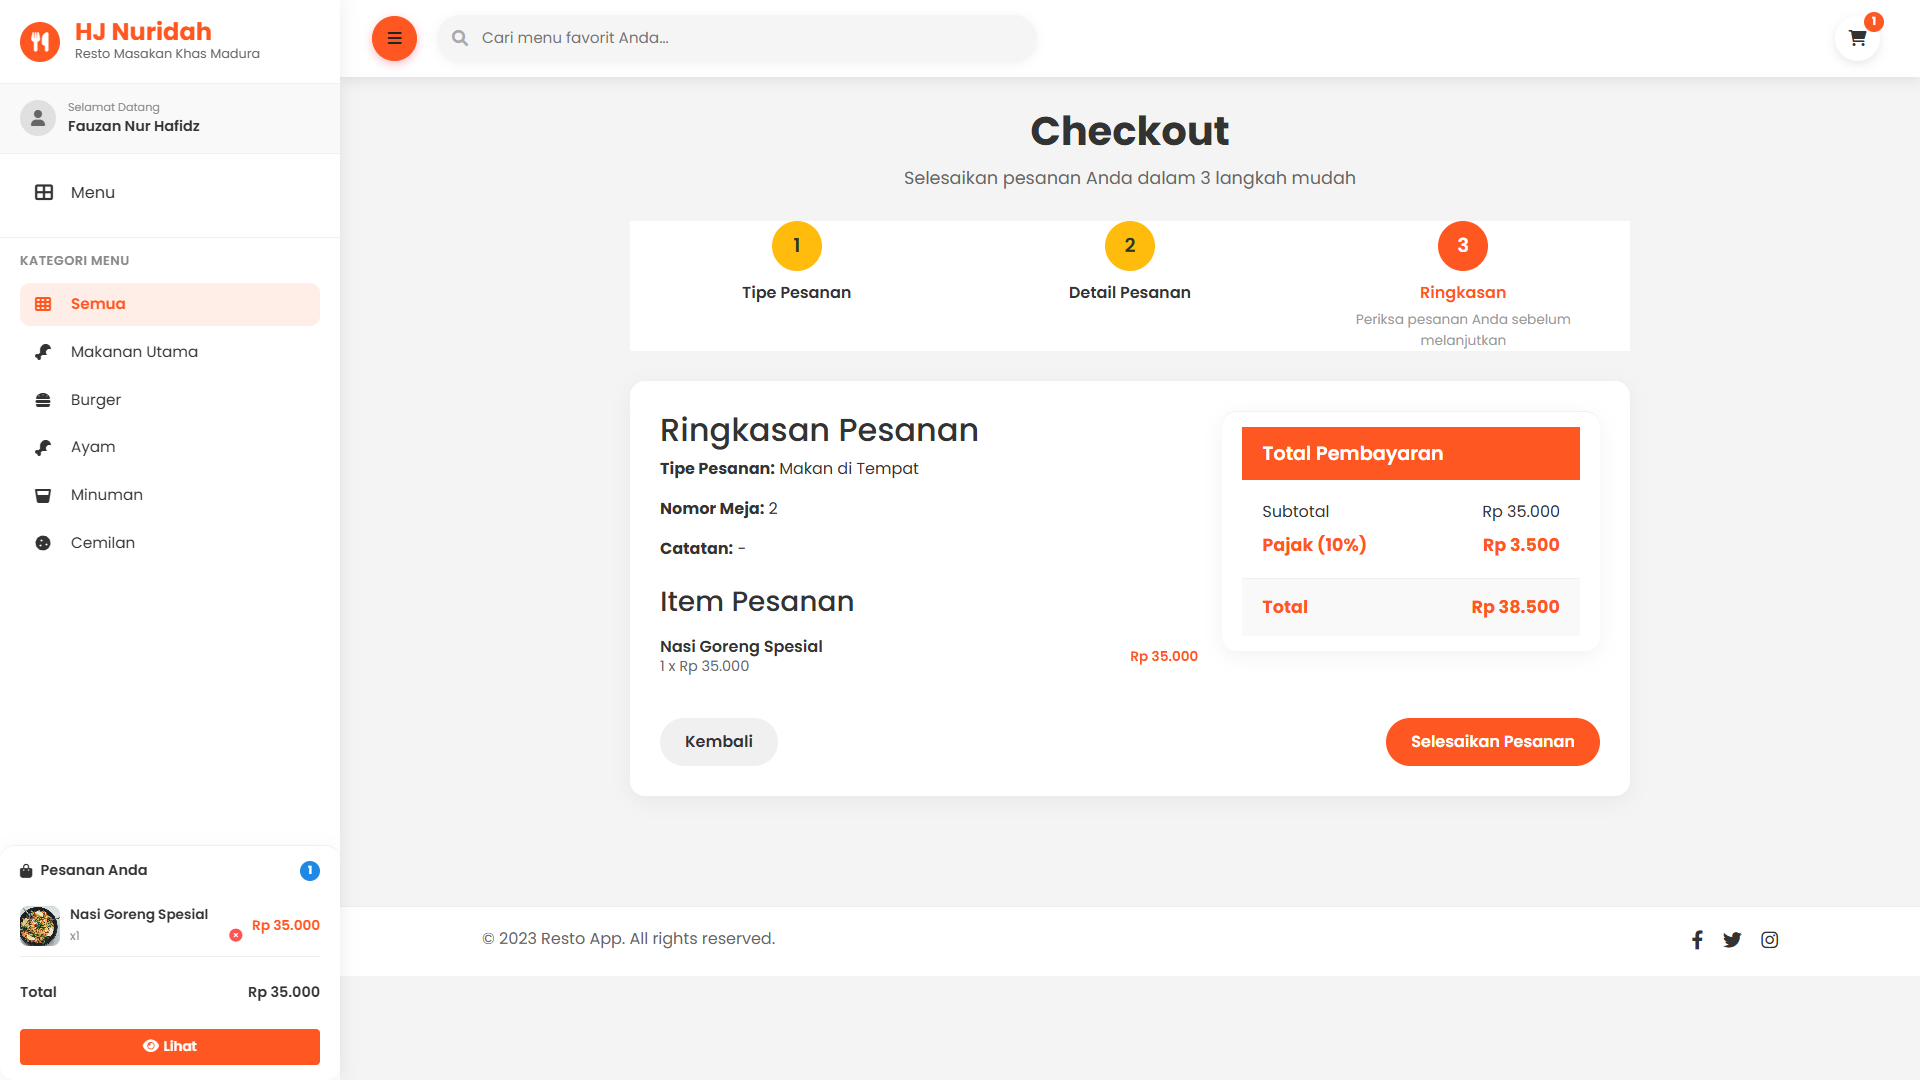 HJ Nuridah
Resto Masakan Khas Madura
Selamat Datang
Fauzan Nur Hafidz
Menu
KATEGORI MENU
Semua
Makanan Utama
Burger
Ayam
Minuman
Cemilan
Pesanan Anda
1
Nasi Goreng Spesial
x1
Rp 35.000
Total
Rp 35.000
Lihat
Cari menu favorit Anda...
1
Checkout
Selesaikan pesanan Anda dalam 3 langkah mudah
1
Tipe Pesanan
2
Detail Pesanan
3
Ringkasan
Periksa pesanan Anda sebelum
melanjutkan
Ringkasan Pesanan
Tipe Pesanan: Makan di Tempat
Nomor Meja: 2
Catatan: -
Item Pesanan
Nasi Goreng Spesial
1 x Rp 35.000
Rp 35.000
Total Pembayaran
Subtotal
Rp 35.000
Pajak (10%)
Rp 3.500
Total
Rp 38.500
Kembali
Selesaikan Pesanan
© 2023 Resto App. All rights reserved.